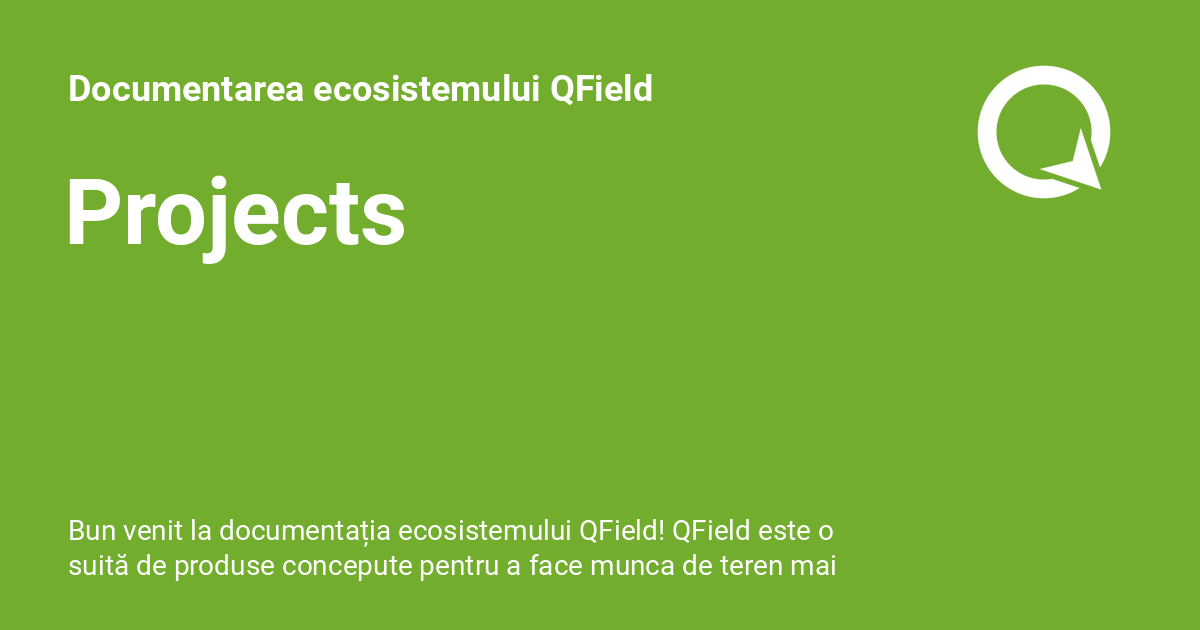 Documentarea ecosistemului QField
Projects
Bun venit la documentația ecosistemului QField! QField este o
suită de produse concepute pentru a face munca de teren mai